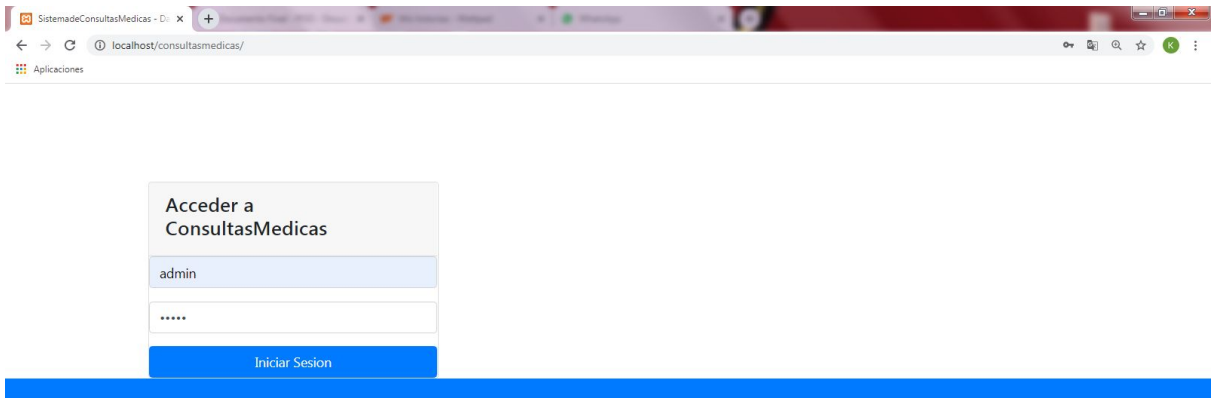 SistemadeConsultasMedicas - Da
localhost/consultasmedicas/
K
Aplicaciones
Acceder a
ConsultasMedicas
admin
•••••
Iniciar Sesion